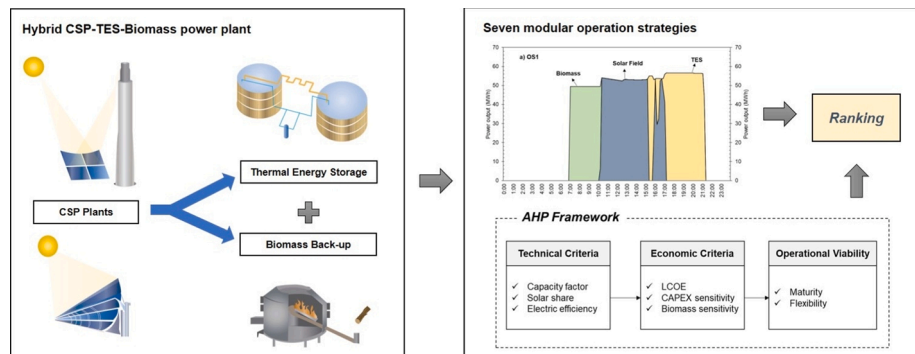 Hybrid CSP-TES-Biomass power plant
CSP Plants
Thermal Energy Storage
Biomass Back-up
Seven modular operation strategies
a) OS1
Biomass
Solar Field
TES
Power output (MWh)
70
60
50
40
30
20
10
0
70
60
50
40
30
20
10
0
Power output (MWh)
0:00
1:00
2:00
3:00
4:00
5:00
6:00
7:00
8:00
9:00
10:00
11:00
12:00
13:00
14:00
15:00
16:00
17:00
18:00
19:00
20:00
21:00
22:00
23:00
Ranking
AHP Framework
Technical Criteria
✓ Capacity factor
✓ Solar share
✓ Electric efficiency
Economic Criteria
✓ LCOE
✓ CAPEX sensitivity
✓ Biomass sensitivity
Operational Viability
✓ Maturity
✓ Flexibility